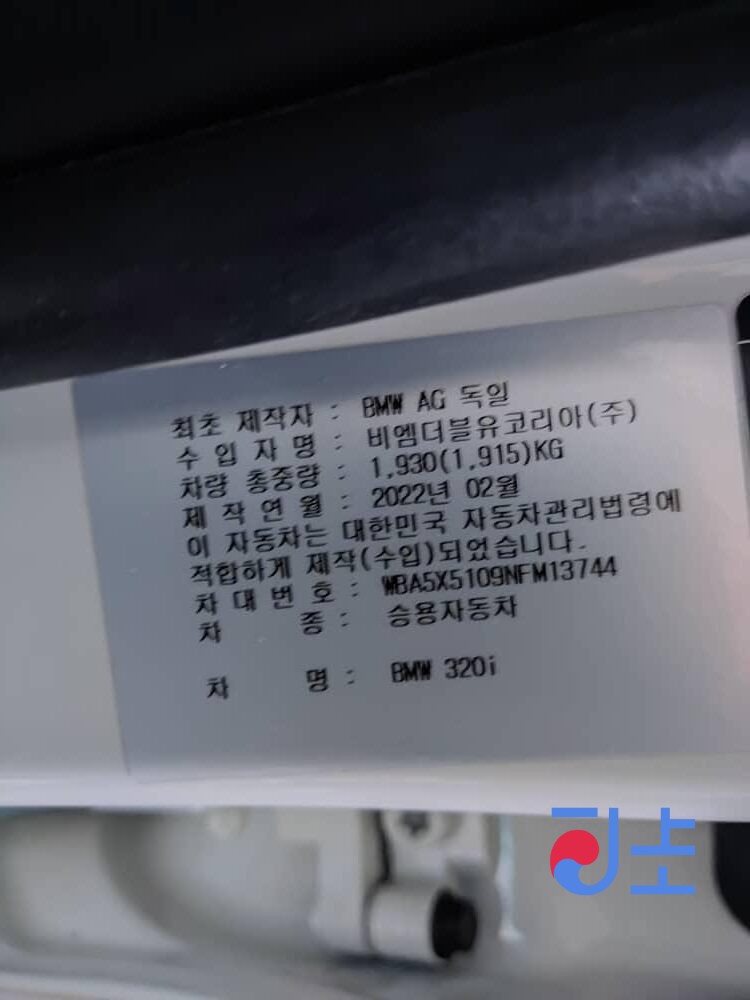 최초 제작자 : BMW AG 독일
수 입 자 명 : 비엠더블유코리아(주)
차량 총중량 : 1,930(1,915)KG
제 작 연 월 : 2022년 02월
이 자동차는 대한민국 자동차관리법령에
적합하게 제작(수입)되었습니다.
차 대 번 호 : WBA5X5109NFM13744
차 종 : 승용자동차
차 명 : BMW 320i